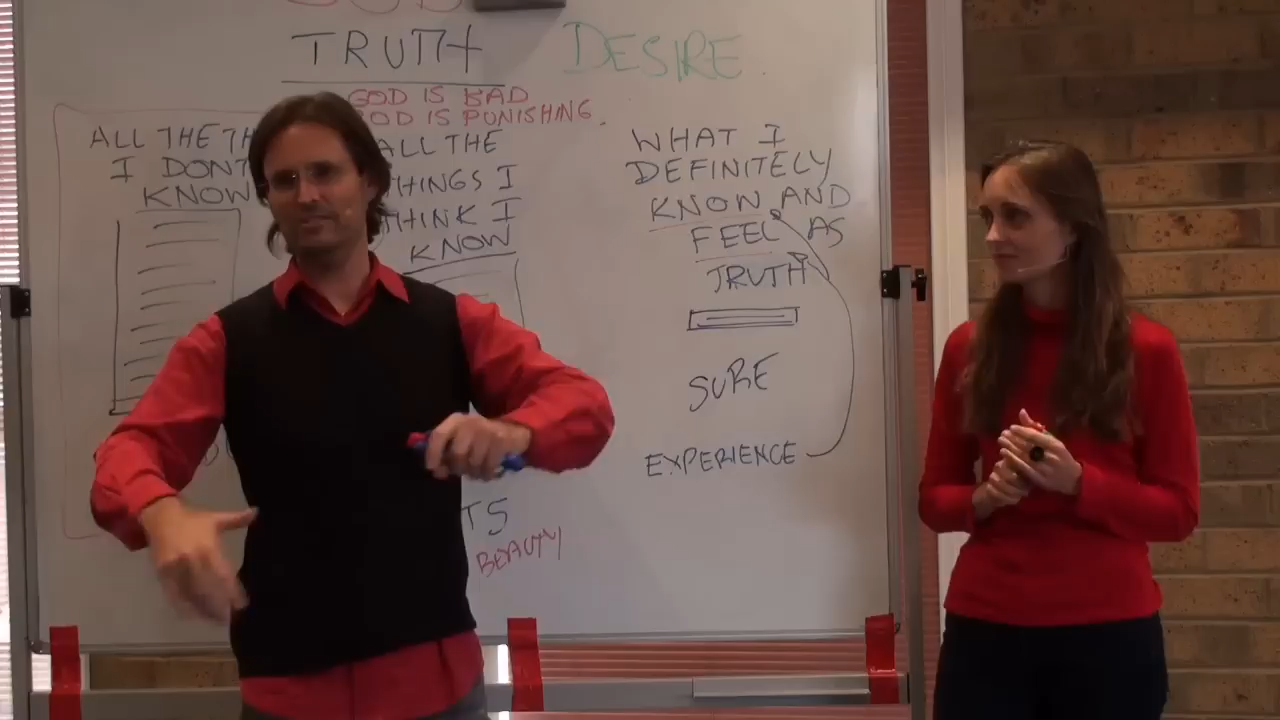 TRUTH
DESIRE
GOD IS BAD
GOD IS PUNISHING.
ALL THE
I DONT
KNOW
ALL THE
THINGS I
THINK I
KNOW
WHAT I
DEFINITELY
KNOW AND
FEEL AS
TRUTH
SURE
EXPERIENCE
TS
BEAUTY